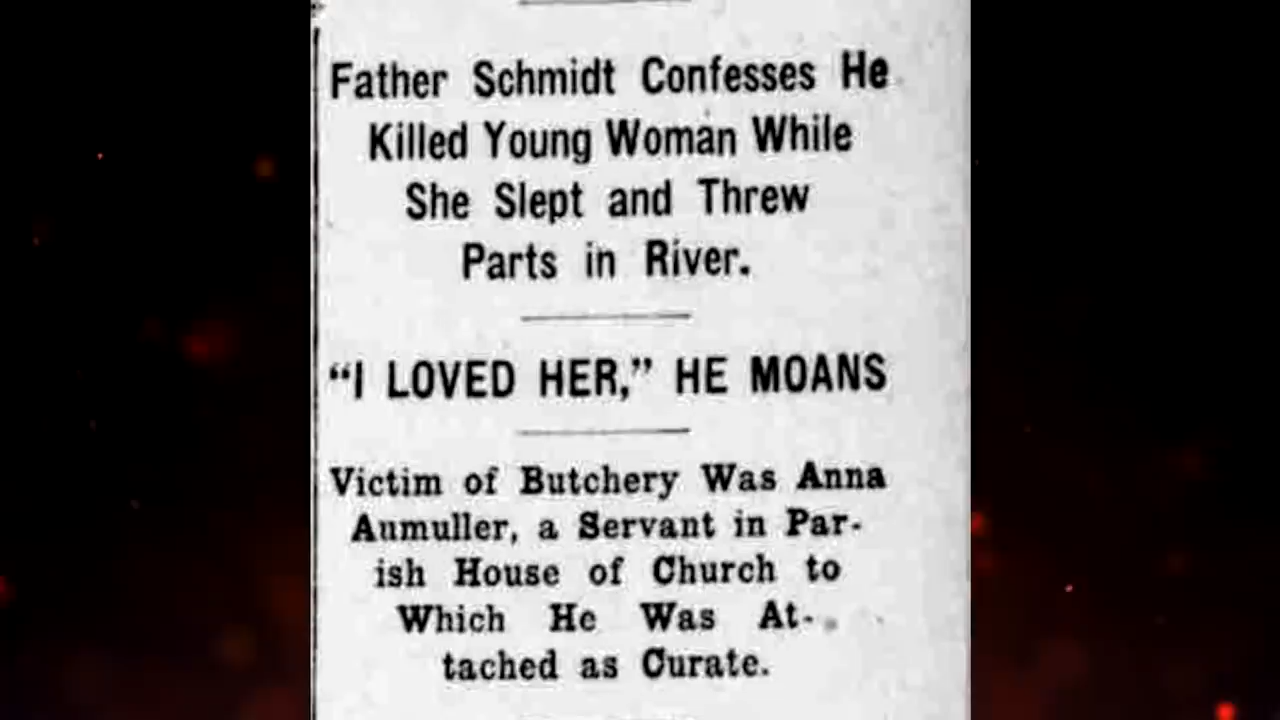 Father Schmidt Confesses He
Killed Young Woman While
She Slept and Threw
Parts in River.
"I LOVED HER," HE MOANS
Victim of Butchery Was Anna
Aumuller, a Servant in Par-
ish House of Church to
Which He Was At-
tached as Curate.